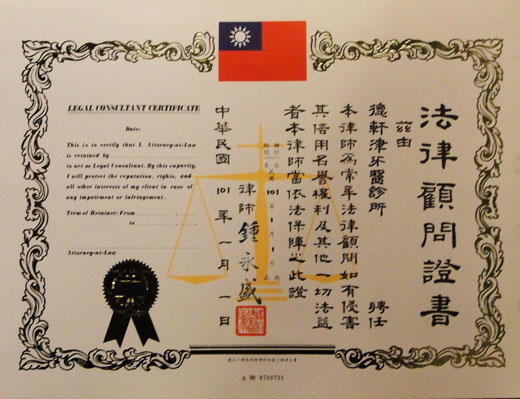 法律顧問證書
茲由
德軒律牙醫診所 聘任
本律師為常年法律顧問如有侵害
其信用名譽權利及其他一切法益
者本律師當依法保障之此證
律師 鍾永盛
中華民國 101 年 一 月 一 日
LEGAL CONSULTANT CERTIFICATE
Date:
This is to certify that I, Attorney-at-Law
is retained by
to act as Legal Consultant. By this capacity,
I will protect the reputation, rights, and
all other interests of my client in case of
any impairment or infringement.
Term of Retainer: From
to
Attorney-at-Law